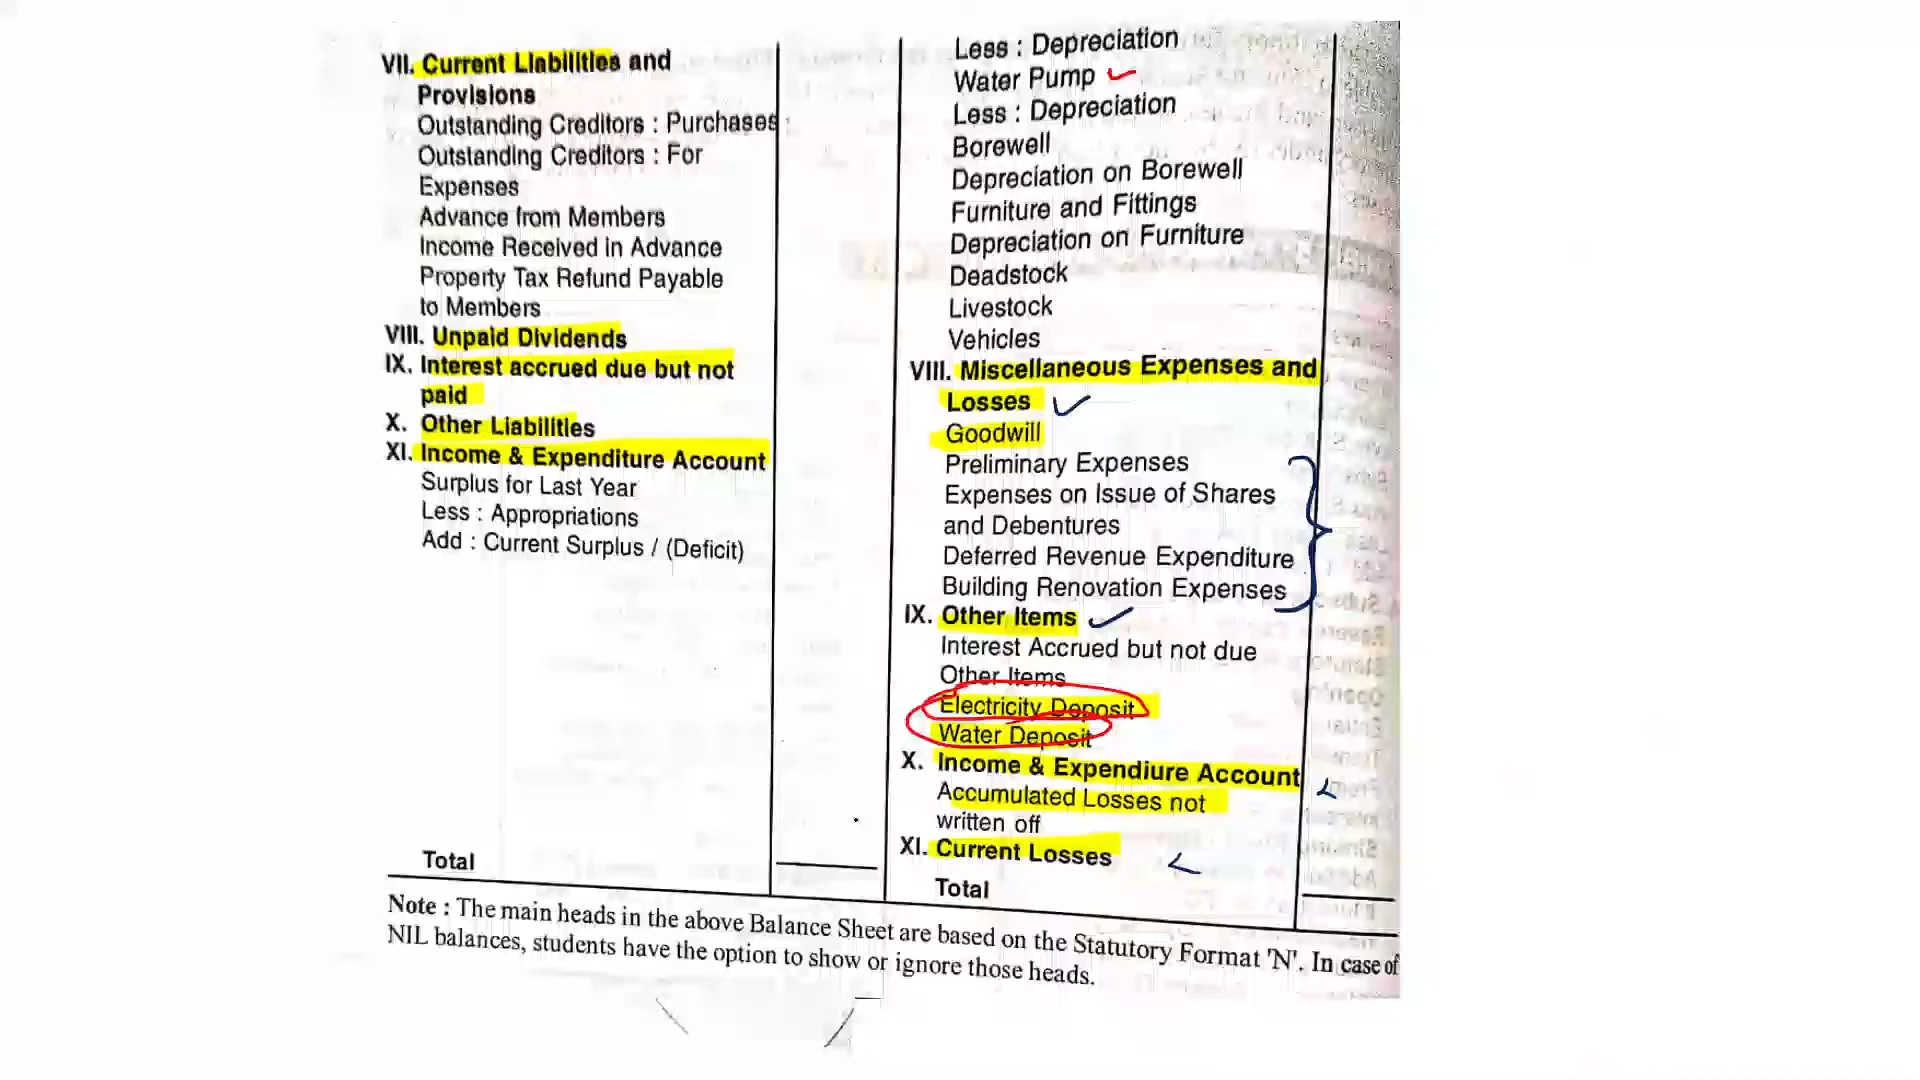 VII. Current Liabilities and
Provisions
Outstanding Creditors : Purchases
Outstanding Creditors : For
Expenses
Advance from Members
Income Received in Advance
Property Tax Refund Payable
to Members
VIII. Unpaid Dividends
IX. Interest accrued due but not
paid
X. Other Liabilities
XI. Income & Expenditure Account
Surplus for Last Year
Less : Appropriations
Add : Current Surplus / (Deficit)
Total
Less : Depreciation
Water Pump
Less : Depreciation
Borewell
Depreciation on Borewell
Furniture and Fittings
Depreciation on Furniture
Deadstock
Livestock
Vehicles
VIII. Miscellaneous Expenses and
Losses
Goodwill
Preliminary Expenses
Expenses on Issue of Shares
and Debentures
Deferred Revenue Expenditure
Building Renovation Expenses
IX. Other Items
Interest Accrued but not due
Other Items
Electricity Deposit
Water Deposit
X. Income & Expendiure Account
Accumulated Losses not
written off
XI. Current Losses
Total
Note : The main heads in the above Balance Sheet are based on the Statutory Format 'N'. In case of
NIL balances, students have the option to show or ignore those heads.